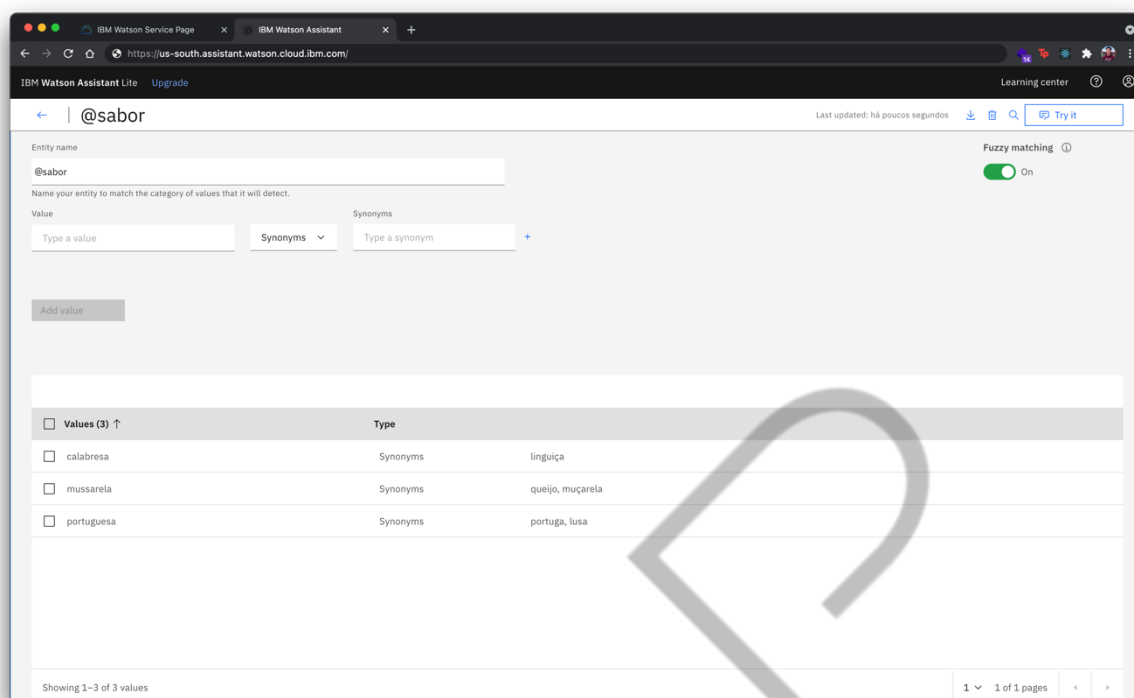 IBM Watson Service Page IBM Watson Assistant
https://us-south.assistant.watson.cloud.ibm.com/
14 Tp
IBM Watson Assistant Lite Upgrade Learning center
@sabor Last updated: há poucos segundos Try it
Entity name Fuzzy matching
@sabor On
Name your entity to match the category of values that it will detect.
Value Synonyms
Type a value Synonyms Type a synonym +
Add value
Values (3) ↑ Type
calabresa Synonyms linguiça
mussarela Synonyms queijo, muçarela
portuguesa Synonyms portuga, lusa
Showing 1–3 of 3 values 1 1 of 1 pages